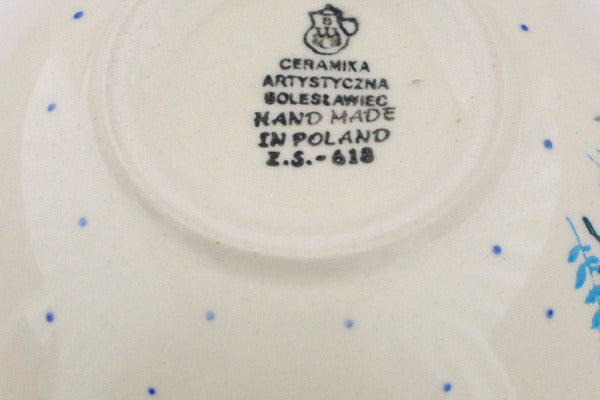 CERAMIKA
ARTYSTYCZNA
BOLESŁAWIEC
HAND MADE
IN POLAND
Z.S.-618